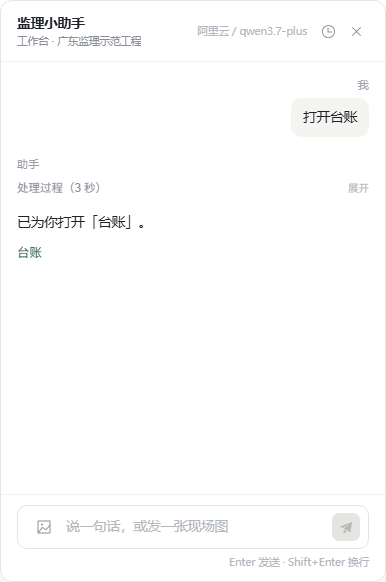 监理小助手
工作台 · 广东监理示范工程
阿里云 / qwen3.7-plus
我
打开台账
助手
处理过程（3 秒） 展开
已为你打开「台账」。
台账
说一句话，或发一张现场图
Enter 发送 · Shift+Enter 换行